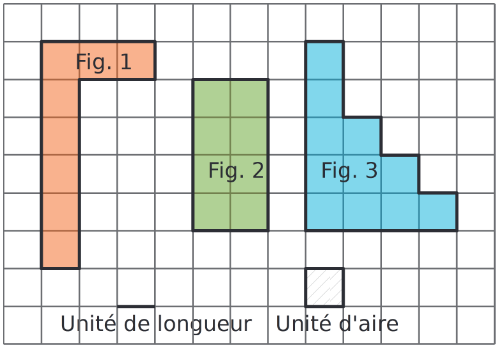 Fig. 1
Fig. 2
Fig. 3
Unité de longueur
Unité d'aire